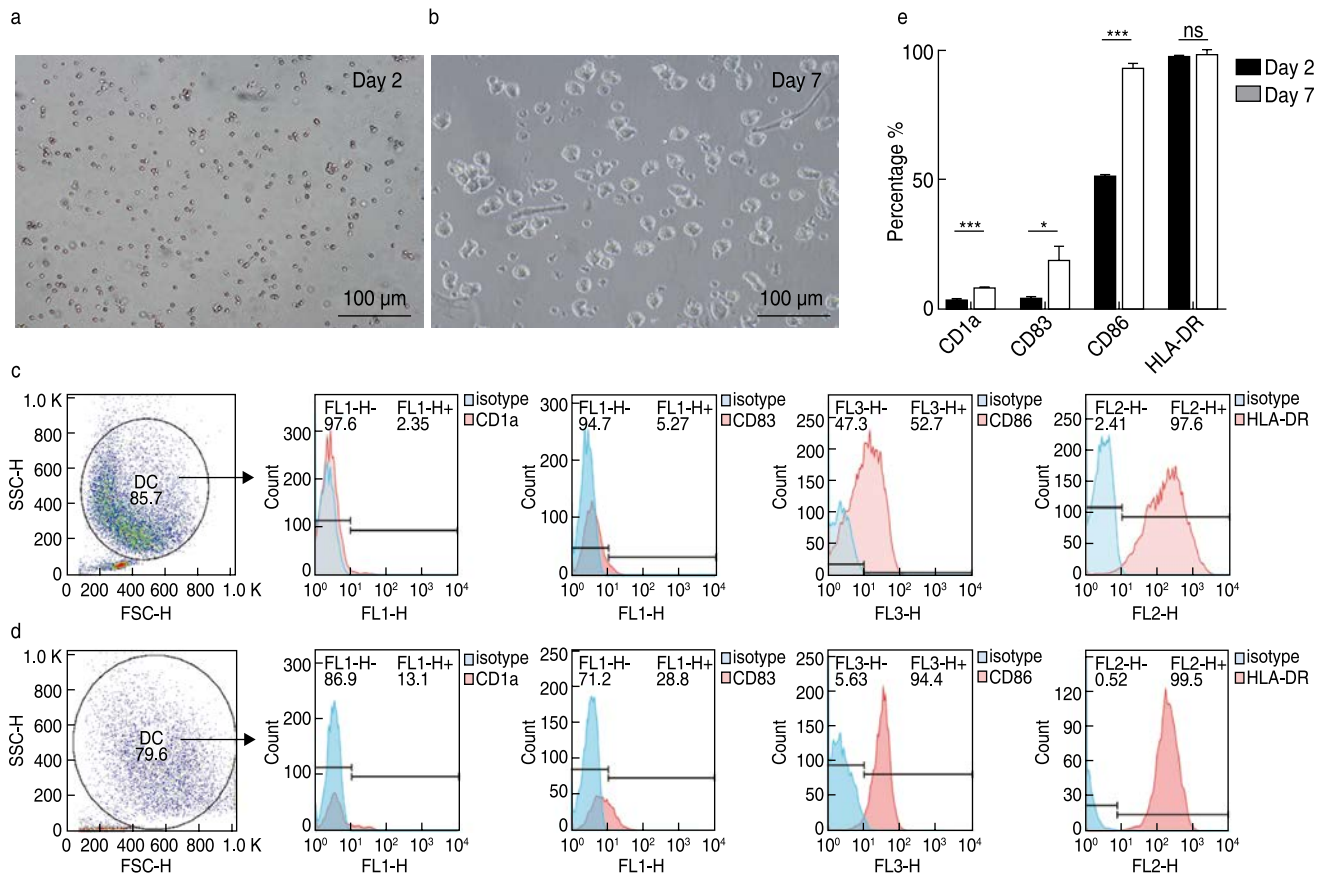 a
Day 2
100 µm
b
Day 7
100 µm
e
Percentage %
100
50
0
***
*
***
ns
CD1a
CD83
CD86
HLA-DR
Day 2
Day 7
c
SSC-H
1.0 K
800
600
400
200
0
DC
85.7
0 200 400 600 800 1.0 K
FSC-H
Count
300
200
100
0
FL1-H- FL1-H+
97.6 2.35
isotype
CD1a
10⁰ 10¹ 10² 10³ 10⁴
FL1-H
Count
300
200
100
0
FL1-H- FL1-H+
94.7 5.27
isotype
CD83
10⁰ 10¹ 10² 10³ 10⁴
FL1-H
Count
250
200
150
100
50
0
FL3-H- FL3-H+
47.3 52.7
isotype
CD86
10⁰ 10¹ 10² 10³ 10⁴
FL3-H
Count
250
200
150
100
50
0
FL2-H- FL2-H+
2.41 97.6
isotype
HLA-DR
10⁰ 10¹ 10² 10³ 10⁴
FL2-H
d
SSC-H
1.0 K
800
600
400
200
0
DC
79.6
0 200 400 600 800 1.0 K
FSC-H
Count
300
200
100
0
FL1-H- FL1-H+
86.9 13.1
isotype
CD1a
10⁰ 10¹ 10² 10³ 10⁴
FL1-H
Count
250
200
150
100
50
0
FL1-H- FL1-H+
71.2 28.8
isotype
CD83
10⁰ 10¹ 10² 10³ 10⁴
FL1-H
Count
250
200
150
100
50
0
FL3-H- FL3-H+
5.63 94.4
isotype
CD86
10⁰ 10¹ 10² 10³ 10⁴
FL3-H
Count
120
90
60
30
0
FL2-H- FL2-H+
0.52 99.5
isotype
HLA-DR
10⁰ 10¹ 10² 10³ 10⁴
FL2-H